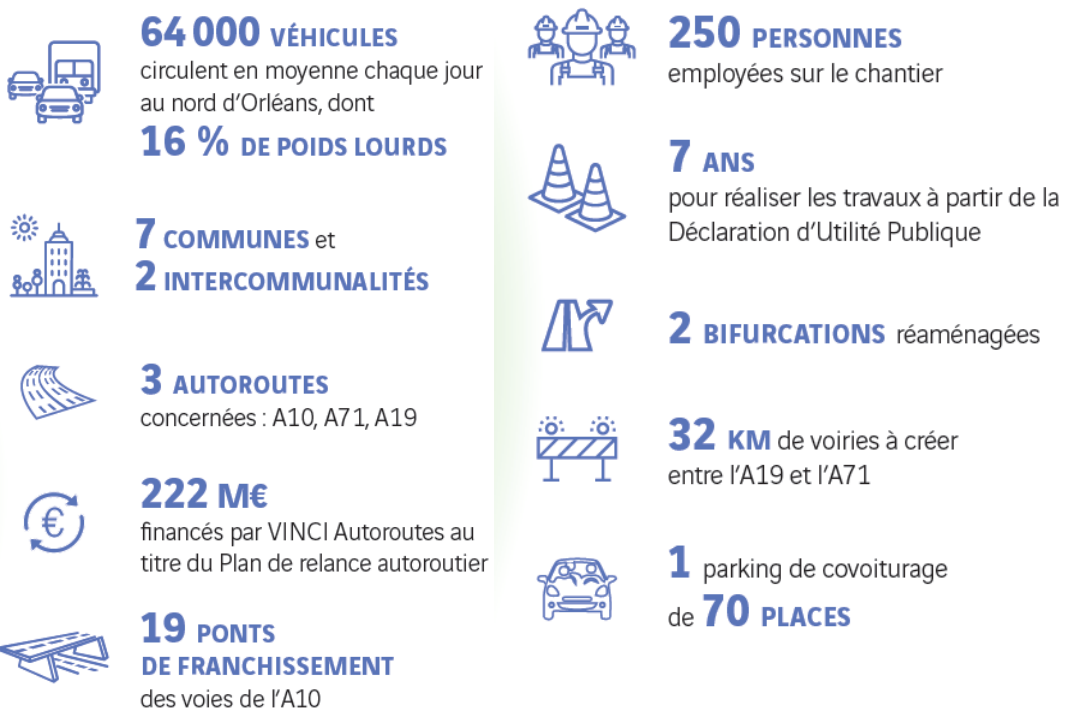 64 000 VÉHICULES
circulent en moyenne chaque jour
au nord d'Orléans, dont
16 % DE POIDS LOURDS
7 COMMUNES et
2 INTERCOMMUNALITÉS
3 AUTOROUTES
concernées : A10, A71, A19
222 M€
financés par VINCI Autoroutes au
titre du Plan de relance autoroutier
19 PONTS
DE FRANCHISSEMENT
des voies de l'A10
250 PERSONNES
employées sur le chantier
7 ANS
pour réaliser les travaux à partir de la
Déclaration d'Utilité Publique
2 BIFURCATIONS réaménagées
32 KM de voiries à créer
entre l'A19 et l'A71
1 parking de covoiturage
de 70 PLACES